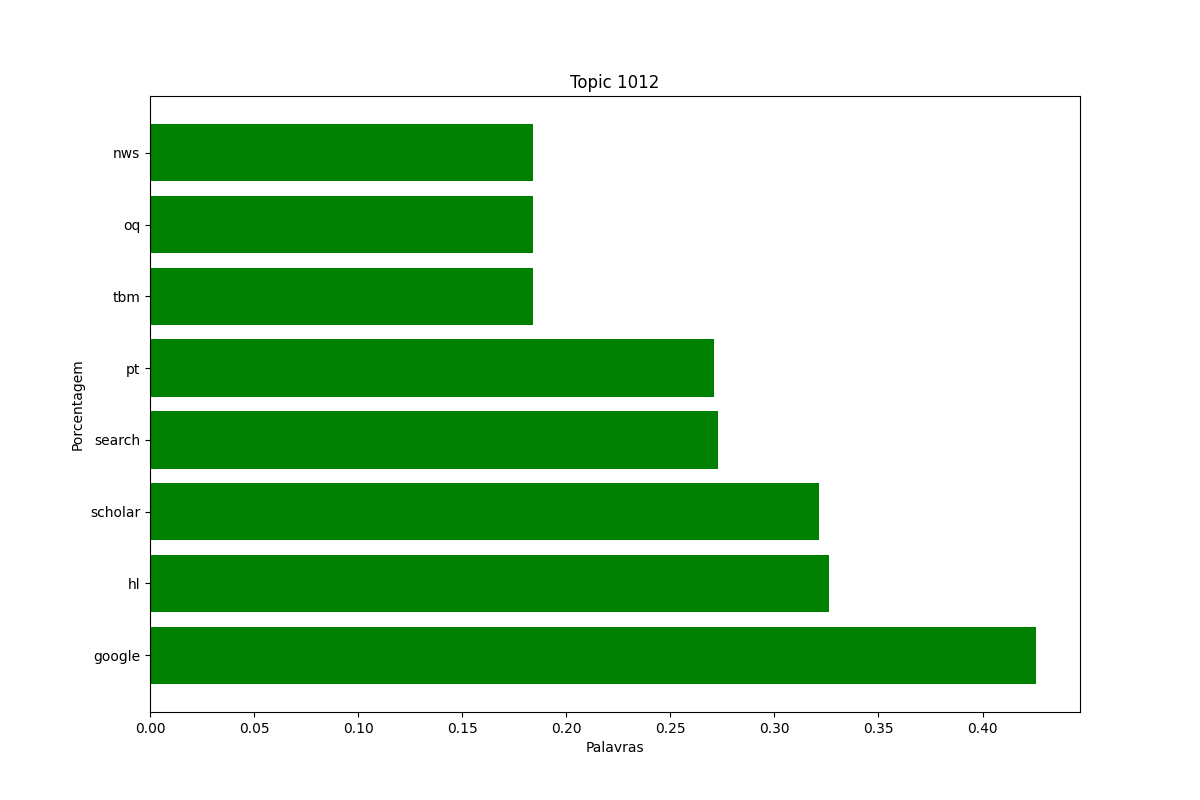 Topic 1012
nws
oq
tbm
pt
search
scholar
hl
google
Porcentagem
0.00 0.05 0.10 0.15 0.20 0.25 0.30 0.35 0.40
Palavras